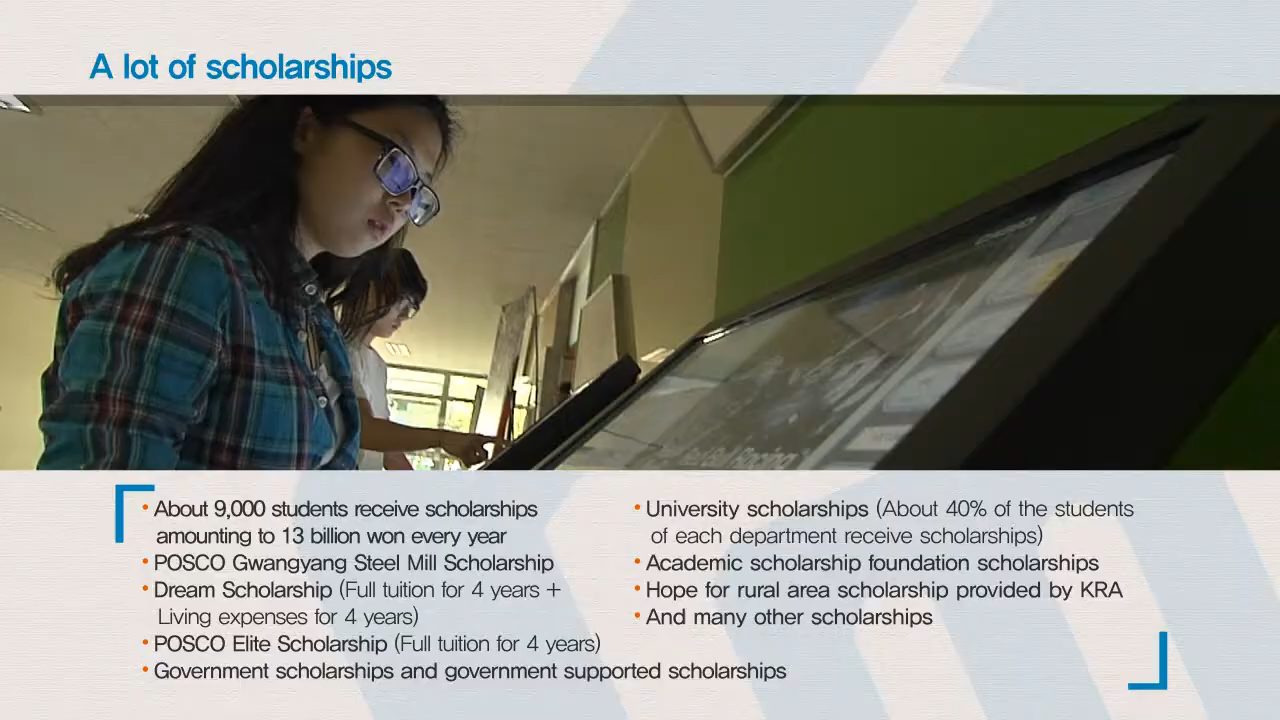 A lot of scholarships
• About 9,000 students receive scholarships
amounting to 13 billion won every year
• POSCO Gwangyang Steel Mill Scholarship
• Dream Scholarship (Full tuition for 4 years +
Living expenses for 4 years)
• POSCO Elite Scholarship (Full tuition for 4 years)
• Government scholarships and government supported scholarships
• University scholarships (About 40% of the students
of each department receive scholarships)
• Academic scholarship foundation scholarships
• Hope for rural area scholarship provided by KRA
• And many other scholarships